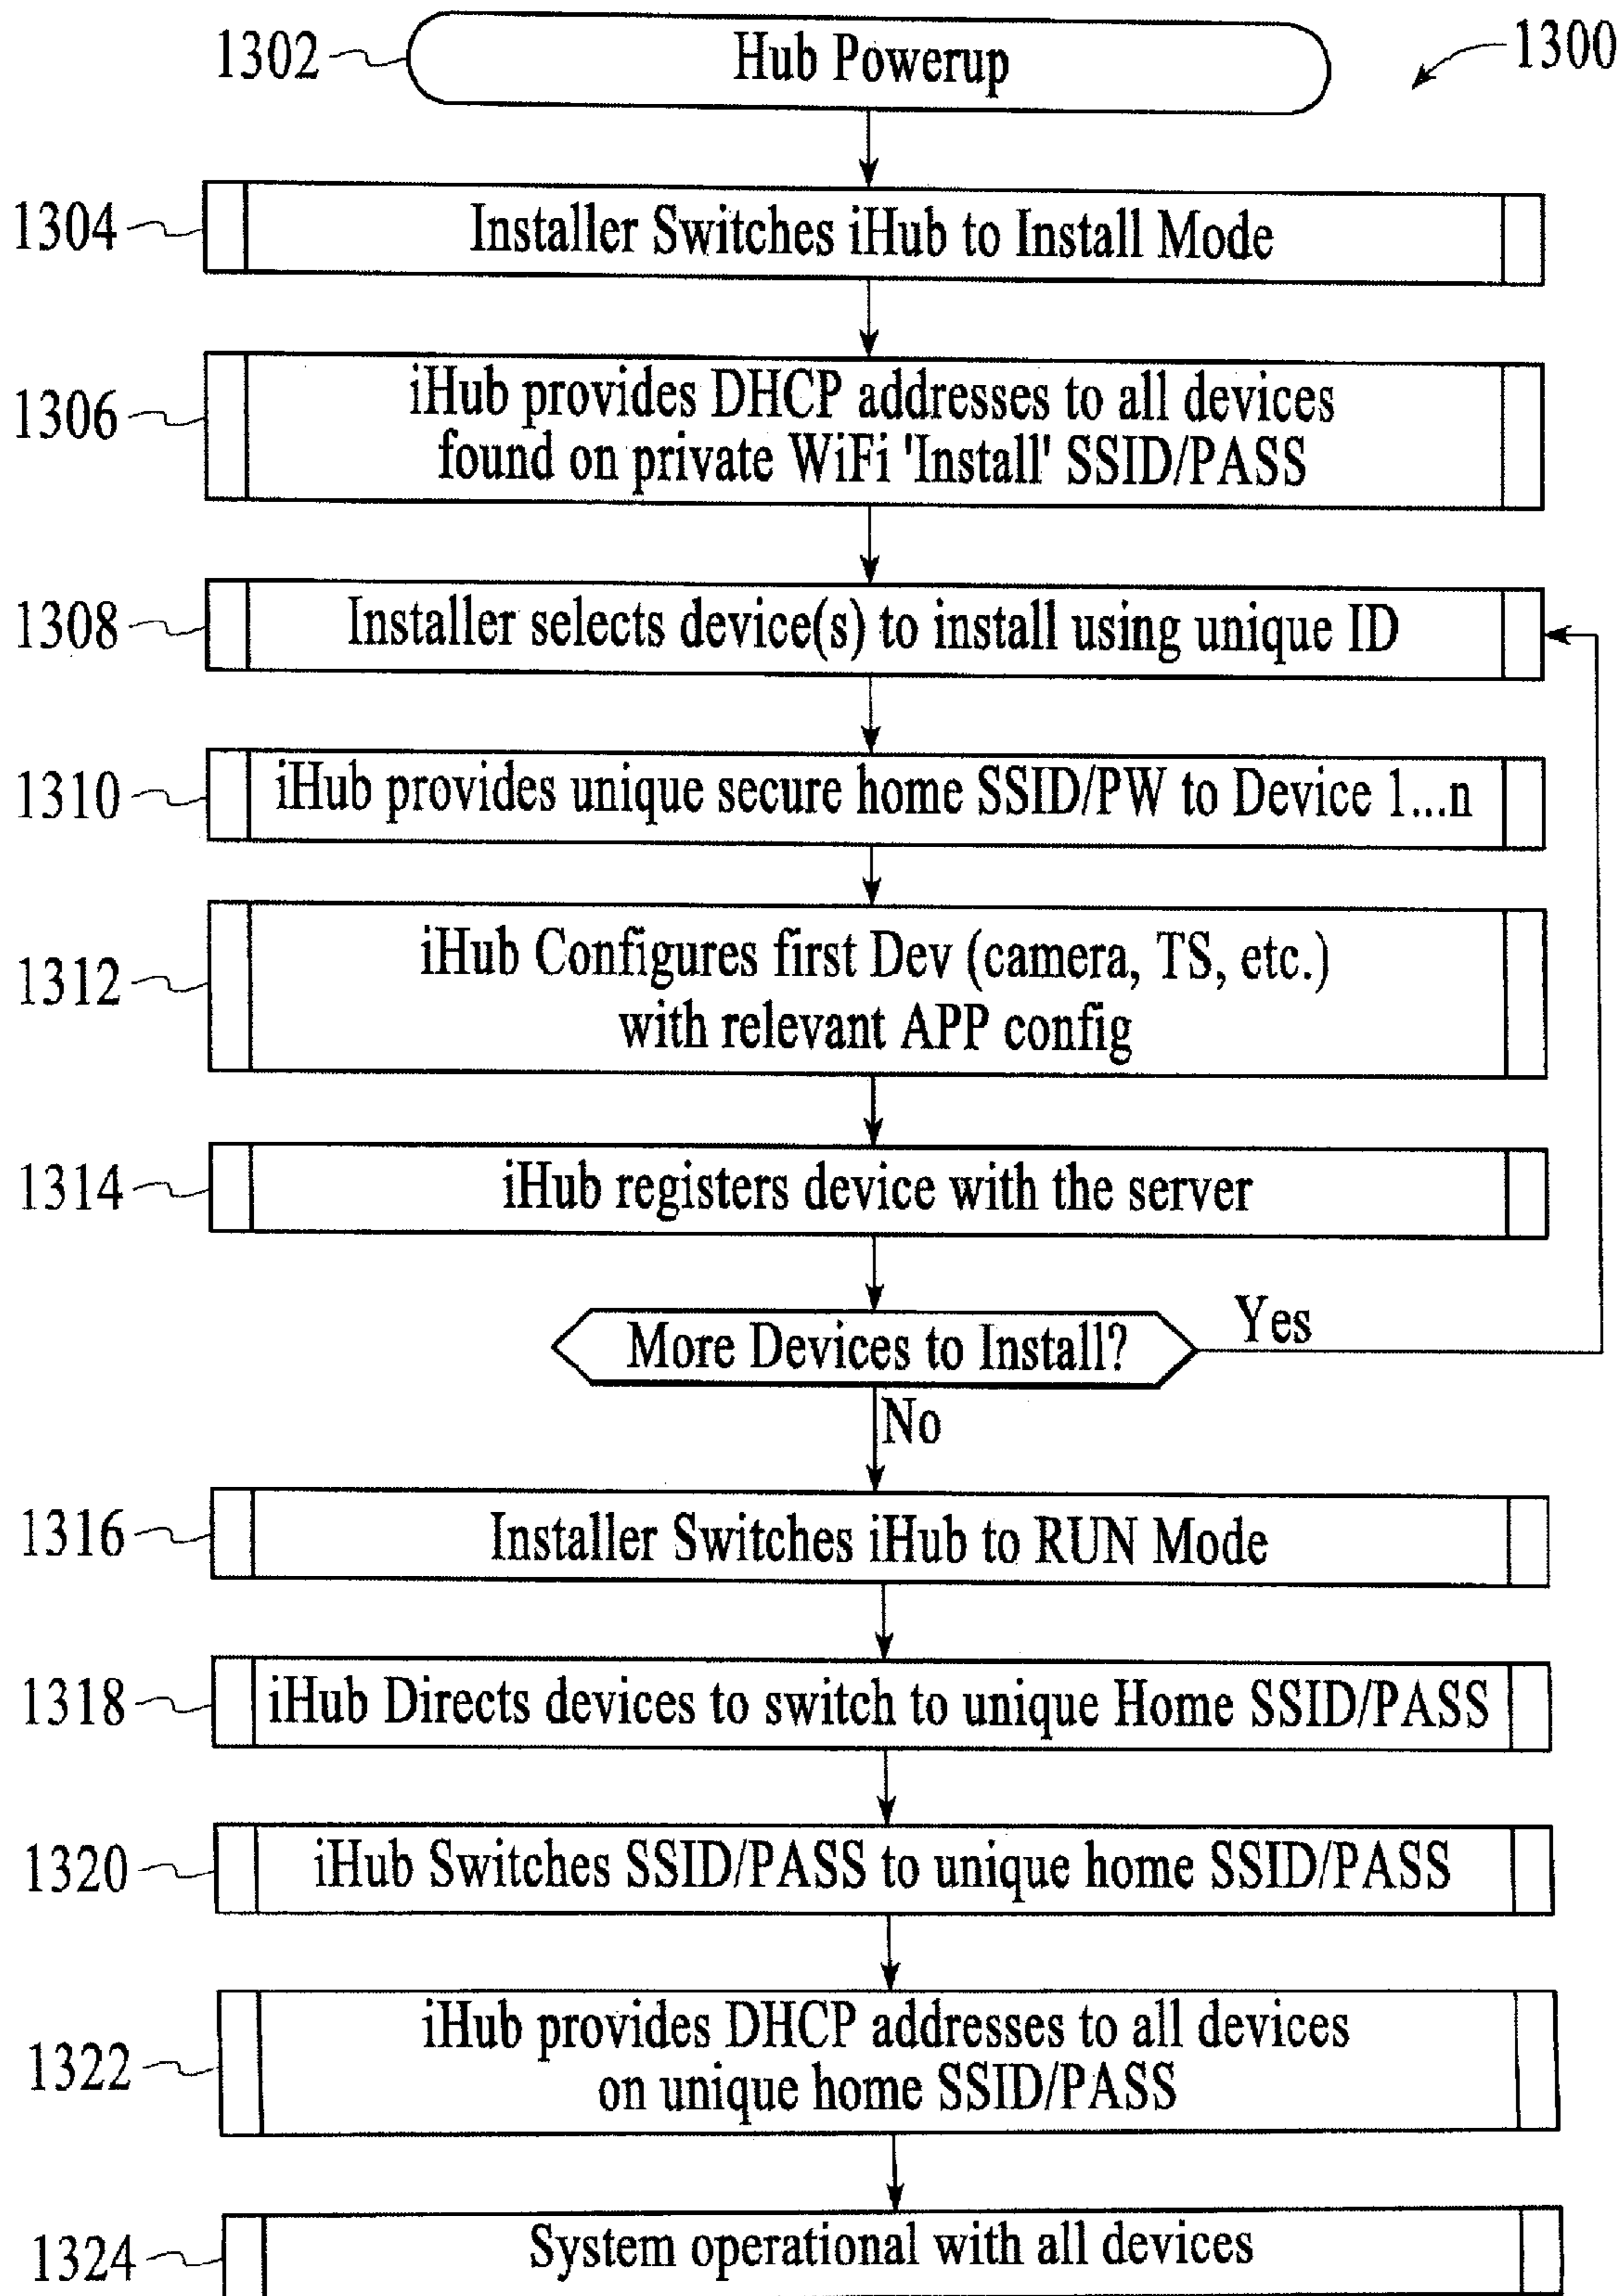 1302
Hub Powerup
1300
1304
Installer Switches iHub to Install Mode
1306
iHub provides DHCP addresses to all devices
found on private WiFi 'Install' SSID/PASS
1308
Installer selects device(s) to install using unique ID
1310
iHub provides unique secure home SSID/PW to Device 1...n
1312
iHub Configures first Dev (camera, TS, etc.)
with relevant APP config
1314
iHub registers device with the server
More Devices to Install?
Yes
No
1316
Installer Switches iHub to RUN Mode
1318
iHub Directs devices to switch to unique Home SSID/PASS
1320
iHub Switches SSID/PASS to unique home SSID/PASS
1322
iHub provides DHCP addresses to all devices
on unique home SSID/PASS
1324
System operational with all devices